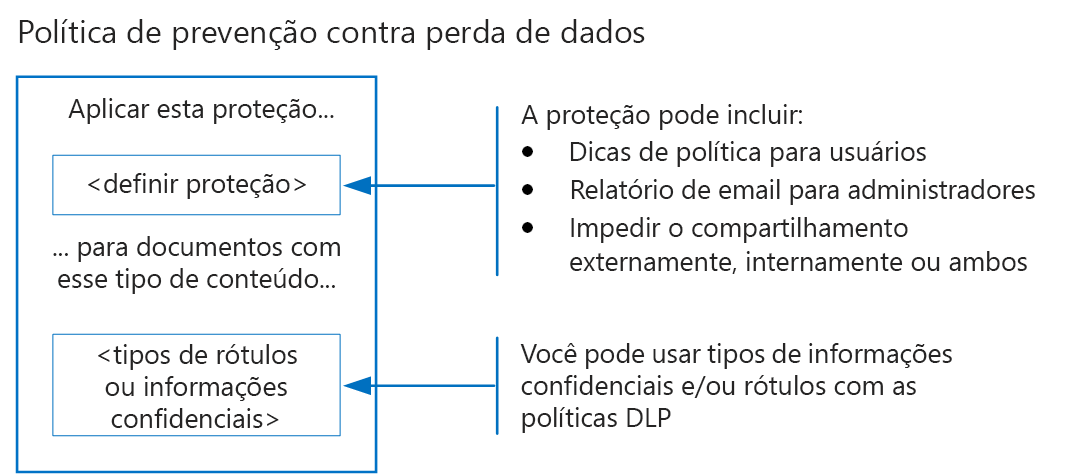 Política de prevenção contra perda de dados
Aplicar esta proteção...
<definir proteção>
... para documentos com
esse tipo de conteúdo...
<tipos de rótulos
ou informações
confidenciais>
A proteção pode incluir:
• Dicas de política para usuários
• Relatório de email para administradores
• Impedir o compartilhamento
externamente, internamente ou ambos
Você pode usar tipos de informações
confidenciais e/ou rótulos com as
políticas DLP